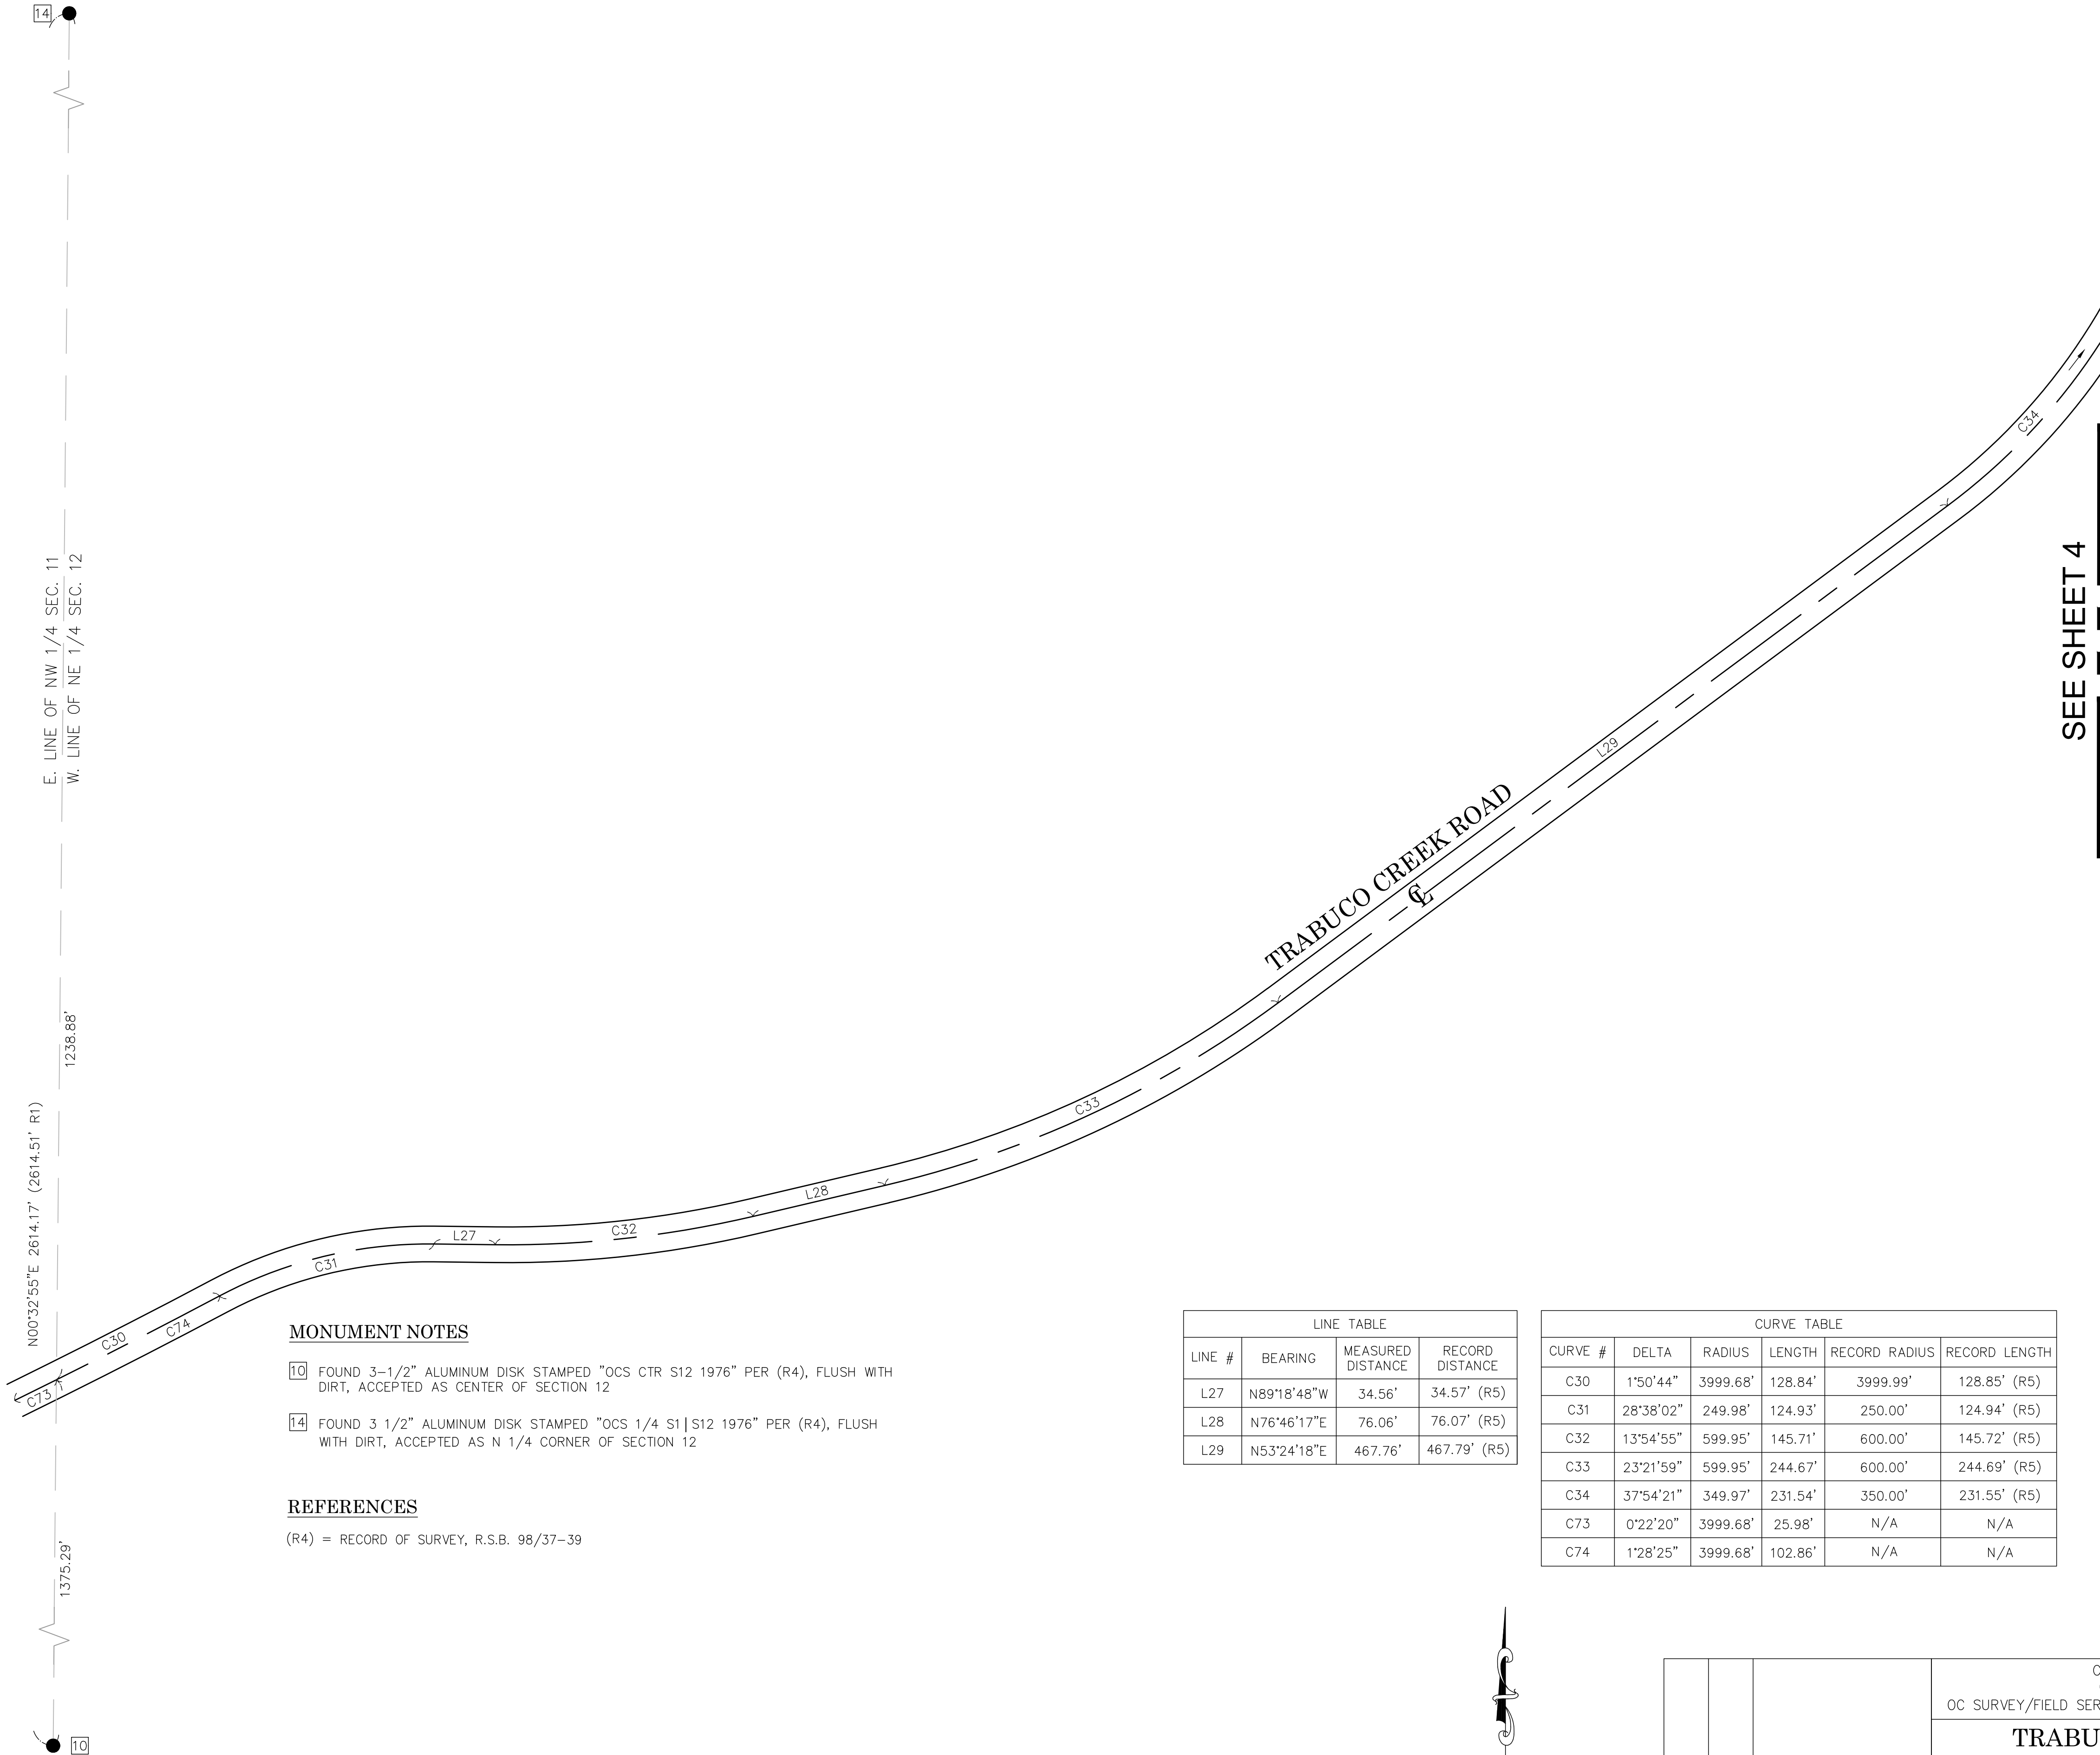 14
E. LINE OF NW 1/4 SEC. 11
W. LINE OF NE 1/4 SEC. 12
1238.88'
N00°32'55"E 2614.17' (2614.51' R1)
1375.29'
10
C73
C30
C74
C31
L27
C32
L28
C33
TRABUCO CREEK ROAD
℄
L29
C34
SEE SHEET 4
MONUMENT NOTES
10 FOUND 3-1/2" ALUMINUM DISK STAMPED "OCS CTR S12 1976" PER (R4), FLUSH WITH
DIRT, ACCEPTED AS CENTER OF SECTION 12
14 FOUND 3 1/2" ALUMINUM DISK STAMPED "OCS 1/4 S1|S12 1976" PER (R4), FLUSH
WITH DIRT, ACCEPTED AS N 1/4 CORNER OF SECTION 12
REFERENCES
(R4) = RECORD OF SURVEY, R.S.B. 98/37-39
LINE TABLE
LINE # BEARING MEASURED DISTANCE RECORD DISTANCE
L27 N89°18'48"W 34.56' 34.57' (R5)
L28 N76°46'17"E 76.06' 76.07' (R5)
L29 N53°24'18"E 467.76' 467.79' (R5)
CURVE TABLE
CURVE # DELTA RADIUS LENGTH RECORD RADIUS RECORD LENGTH
C30 1°50'44" 3999.68' 128.84' 3999.99' 128.85' (R5)
C31 28°38'02" 249.98' 124.93' 250.00' 124.94' (R5)
C32 13°54'55" 599.95' 145.71' 600.00' 145.72' (R5)
C33 23°21'59" 599.95' 244.67' 600.00' 244.69' (R5)
C34 37°54'21" 349.97' 231.54' 350.00' 231.55' (R5)
C73 0°22'20" 3999.68' 25.98' N/A N/A
C74 1°28'25" 3999.68' 102.86' N/A N/A
OC SURVEY/FIELD SER
TRABU